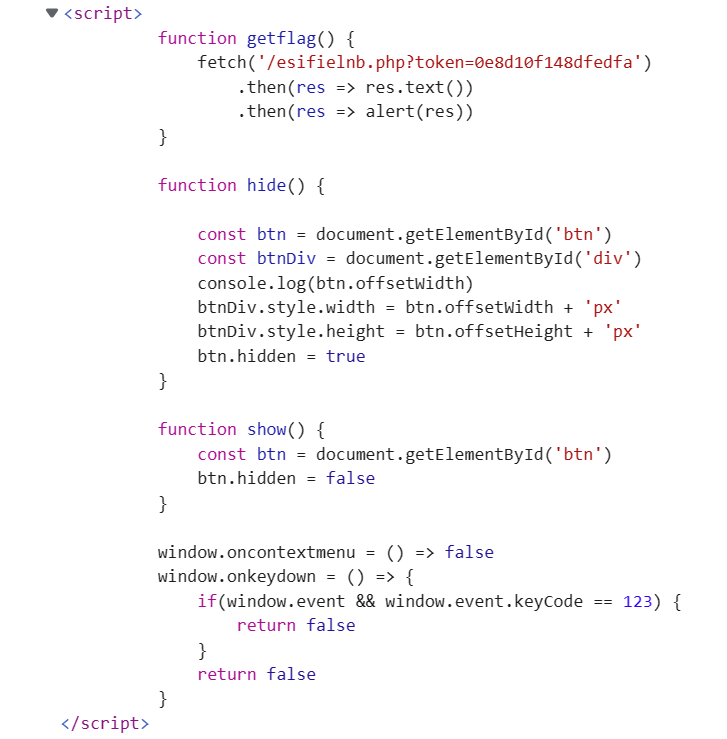 <script>
function getflag() {
fetch('/esifielnb.php?token=0e8d10f148dfedfa')
.then(res => res.text())
.then(res => alert(res))
}
function hide() {
const btn = document.getElementById('btn')
const btnDiv = document.getElementById('div')
console.log(btn.offsetWidth)
btnDiv.style.width = btn.offsetWidth + 'px'
btnDiv.style.height = btn.offsetHeight + 'px'
btn.hidden = true
}
function show() {
const btn = document.getElementById('btn')
btn.hidden = false
}
window.oncontextmenu = () => false
window.onkeydown = () => {
if(window.event && window.event.keyCode == 123) {
return false
}
return false
}
</script>